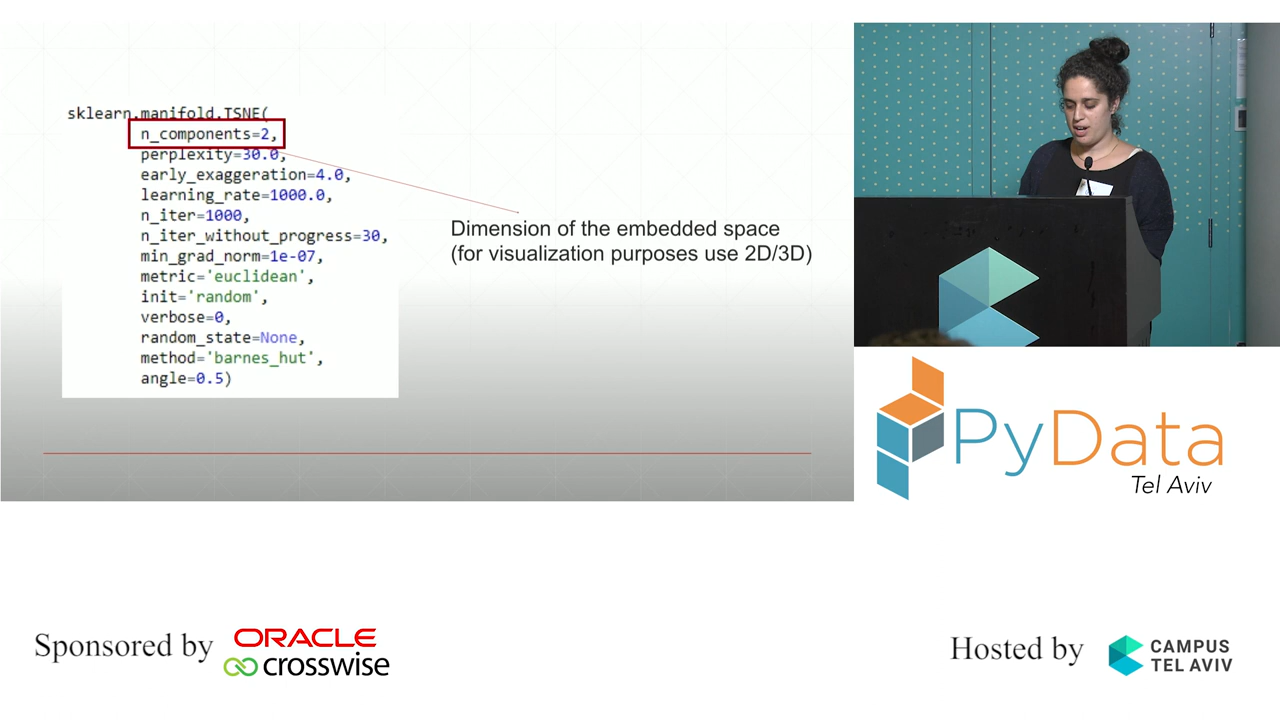 sklearn.manifold.TSNE(
n_components=2,
perplexity=30.0,
early_exaggeration=4.0,
learning_rate=1000.0,
n_iter=1000,
n_iter_without_progress=30,
min_grad_norm=1e-07,
metric='euclidean',
init='random',
verbose=0,
random_state=None,
method='barnes_hut',
angle=0.5)
Dimension of the embedded space
(for visualization purposes use 2D/3D)
PyData
Tel Aviv
Sponsored by
ORACLE
crosswise
Hosted by
CAMPUS
TEL AVIV